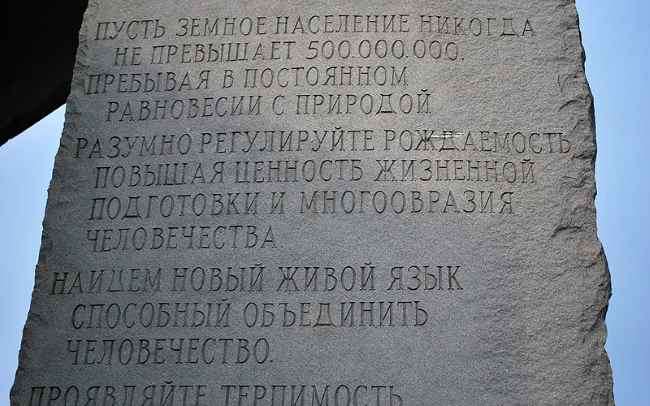 ПУСТЬ ЗЕМНОЕ НАСЕЛЕНИЕ НИКОГДА
НЕ ПРЕВЫШАЕТ 500.000.000.
ПРЕБЫВАЯ В ПОСТОЯННОМ
РАВНОВЕСИИ С ПРИРОДОЙ
РАЗУМНО РЕГУЛИРУЙТЕ РОЖДАЕМОСТЬ
ПОВЫШАЯ ЦЕННОСТЬ ЖИЗНЕННОЙ
ПОДГОТОВКИ И МНОГООВРАЗИЯ
ЧЕЛОВЕЧЕСТВА.
НАЙДЕМ НОВЫЙ ЖИВОЙ ЯЗЫК
СПОСОБНЫЙ ОБЪЕДИНИТЬ
ЧЕЛОВЕЧЕСТВО.
ПРОЯВЛЯЙТЕ ТЕРПИМОСТЬ